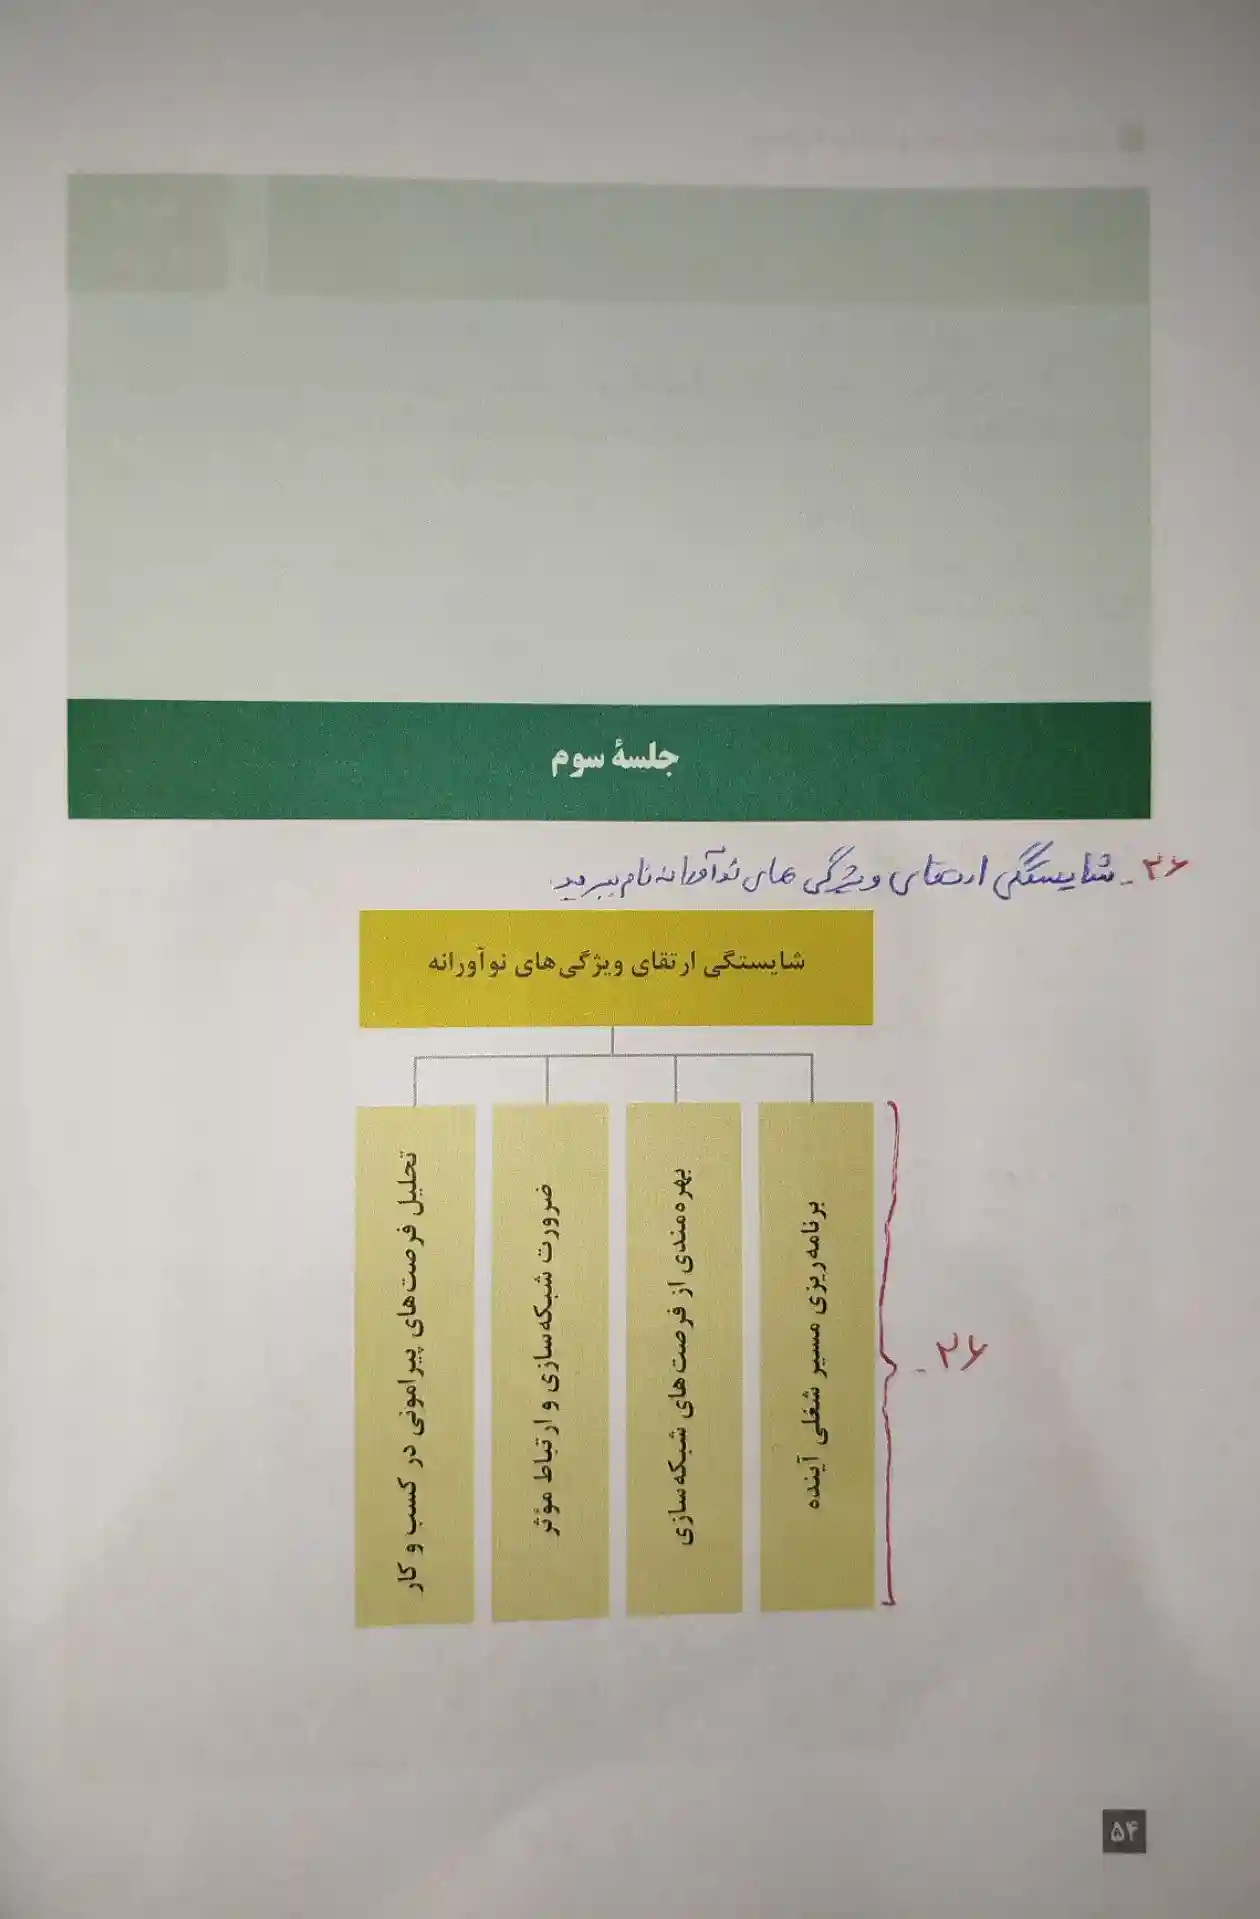 جلسهٔ سوم
۲۶- شایستگی ارتقای ویژگی های نوآورانه نام ببرید.
شایستگی ارتقای ویژگی‌های نوآورانه
برنامه‌ریزی مسیر شغلی آینده
بهره‌مندی از فرصت‌های شبکه‌سازی
ضرورت شبکه‌سازی و ارتباط مؤثر
تحلیل فرصت‌های پیرامونی در کسب و کار
۲۶-
۵۴